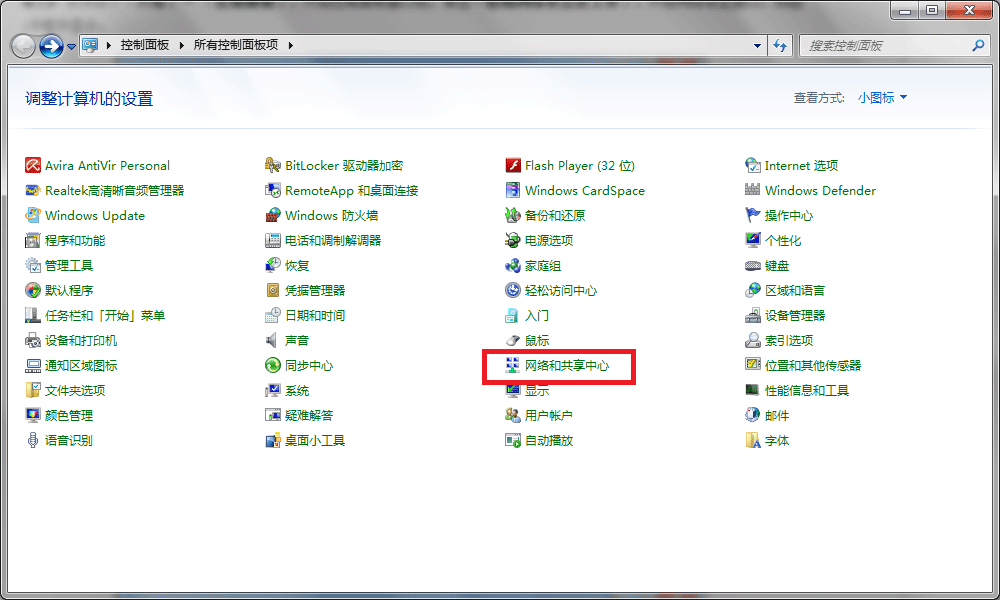 控制面板 ▸ 所有控制面板项 ▸
搜索控制面板
调整计算机的设置
查看方式: 小图标
Avira AntiVir Personal
BitLocker 驱动器加密
Flash Player (32 位)
Internet 选项
Realtek高清晰音频管理器
RemoteApp 和桌面连接
Windows CardSpace
Windows Defender
Windows Update
Windows 防火墙
备份和还原
操作中心
程序和功能
电话和调制解调器
电源选项
个性化
管理工具
恢复
家庭组
键盘
默认程序
凭据管理器
轻松访问中心
区域和语言
任务栏和「开始」菜单
日期和时间
入门
设备管理器
设备和打印机
声音
鼠标
索引选项
通知区域图标
同步中心
网络和共享中心
位置和其他传感器
文件夹选项
系统
显示
性能信息和工具
颜色管理
疑难解答
用户帐户
邮件
语音识别
桌面小工具
自动播放
字体